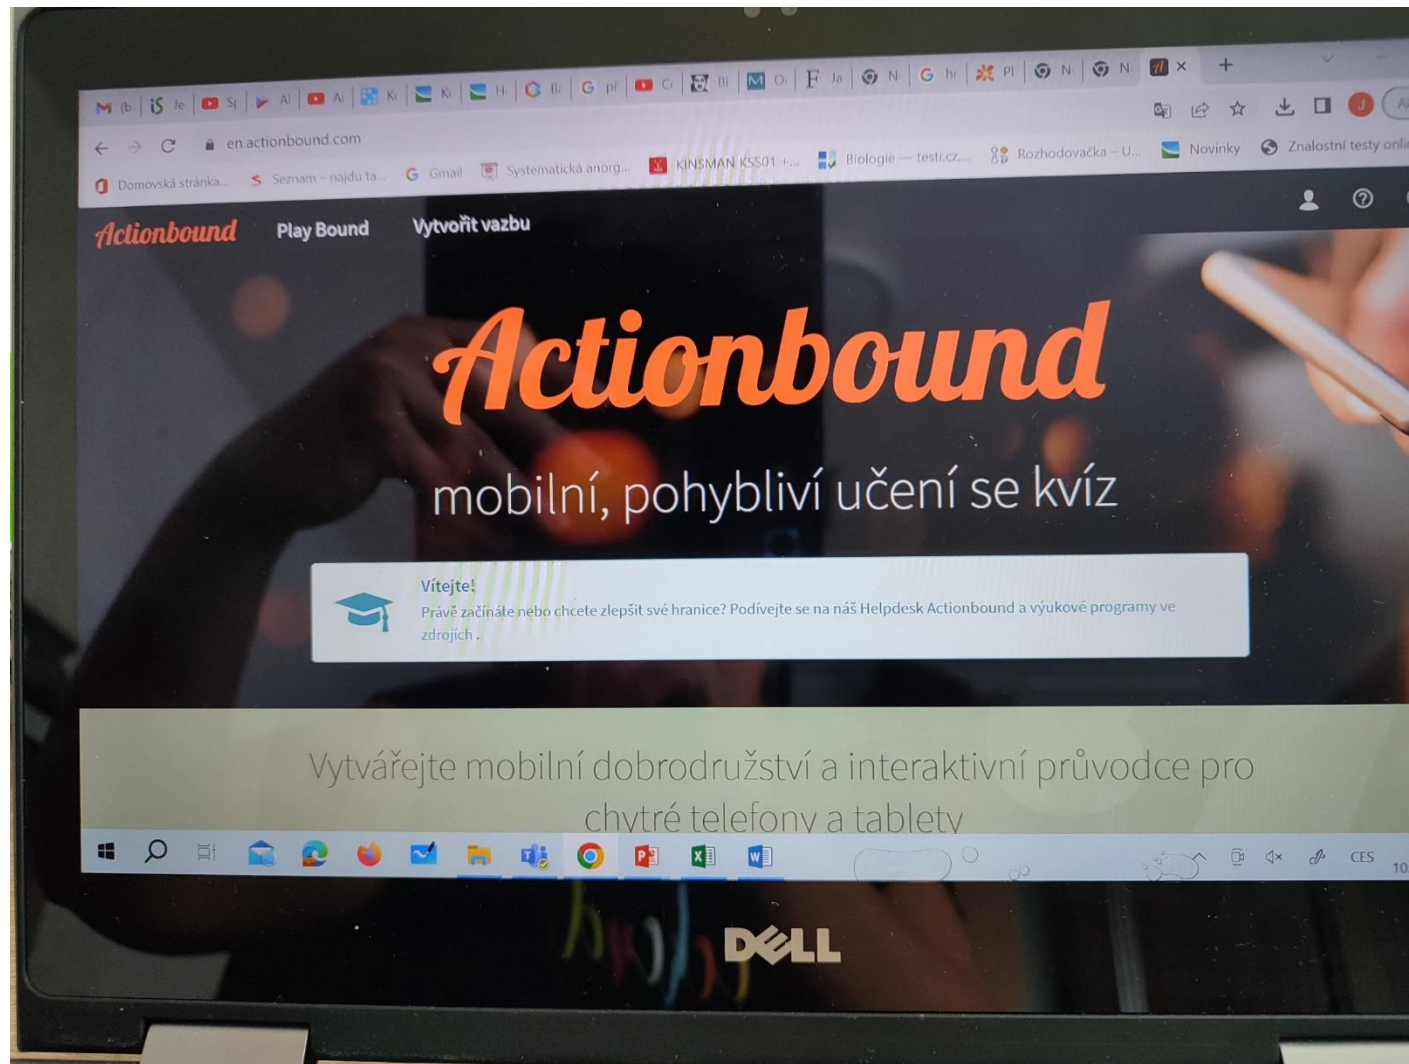 en.actionbound.com
Domovská stránka...
Seznam – najdu ta...
Gmail
Systematická anorg...
KINSMAN KSS01 +...
Biologie — testi.cz,...
Rozhodovačka – U...
Novinky
Znalostní testy onlin
Actionbound
Play Bound
Vytvořit vazbu
Actionbound
mobilní, pohybliví učení se kvíz
Vítejte!
Právě začínáte nebo chcete zlepšit své hranice? Podívejte se na náš Helpdesk Actionbound a výukové programy ve
zdrojích .
Vytvářejte mobilní dobrodružství a interaktivní průvodce pro
chytré telefony a tablety
CES
10
DELL